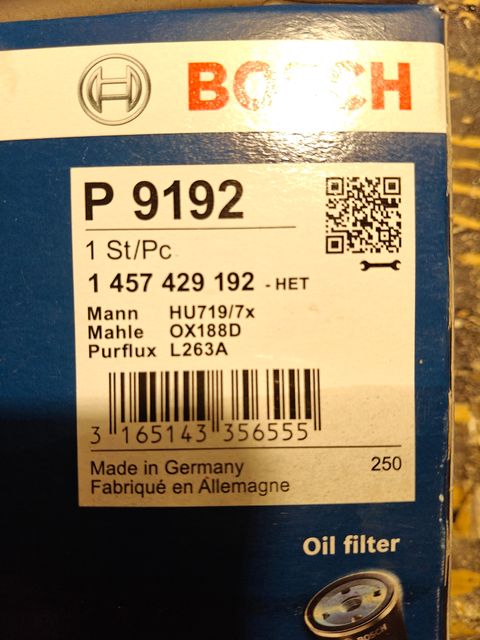 BOSCH
P 9192
1 St/Pc
1 457 429 192 - HET
Mann HU719/7x
Mahle OX188D
Purflux L263A
3 165143 356555
Made in Germany 250
Fabriqué en Allemagne
Oil filter
BOSCH